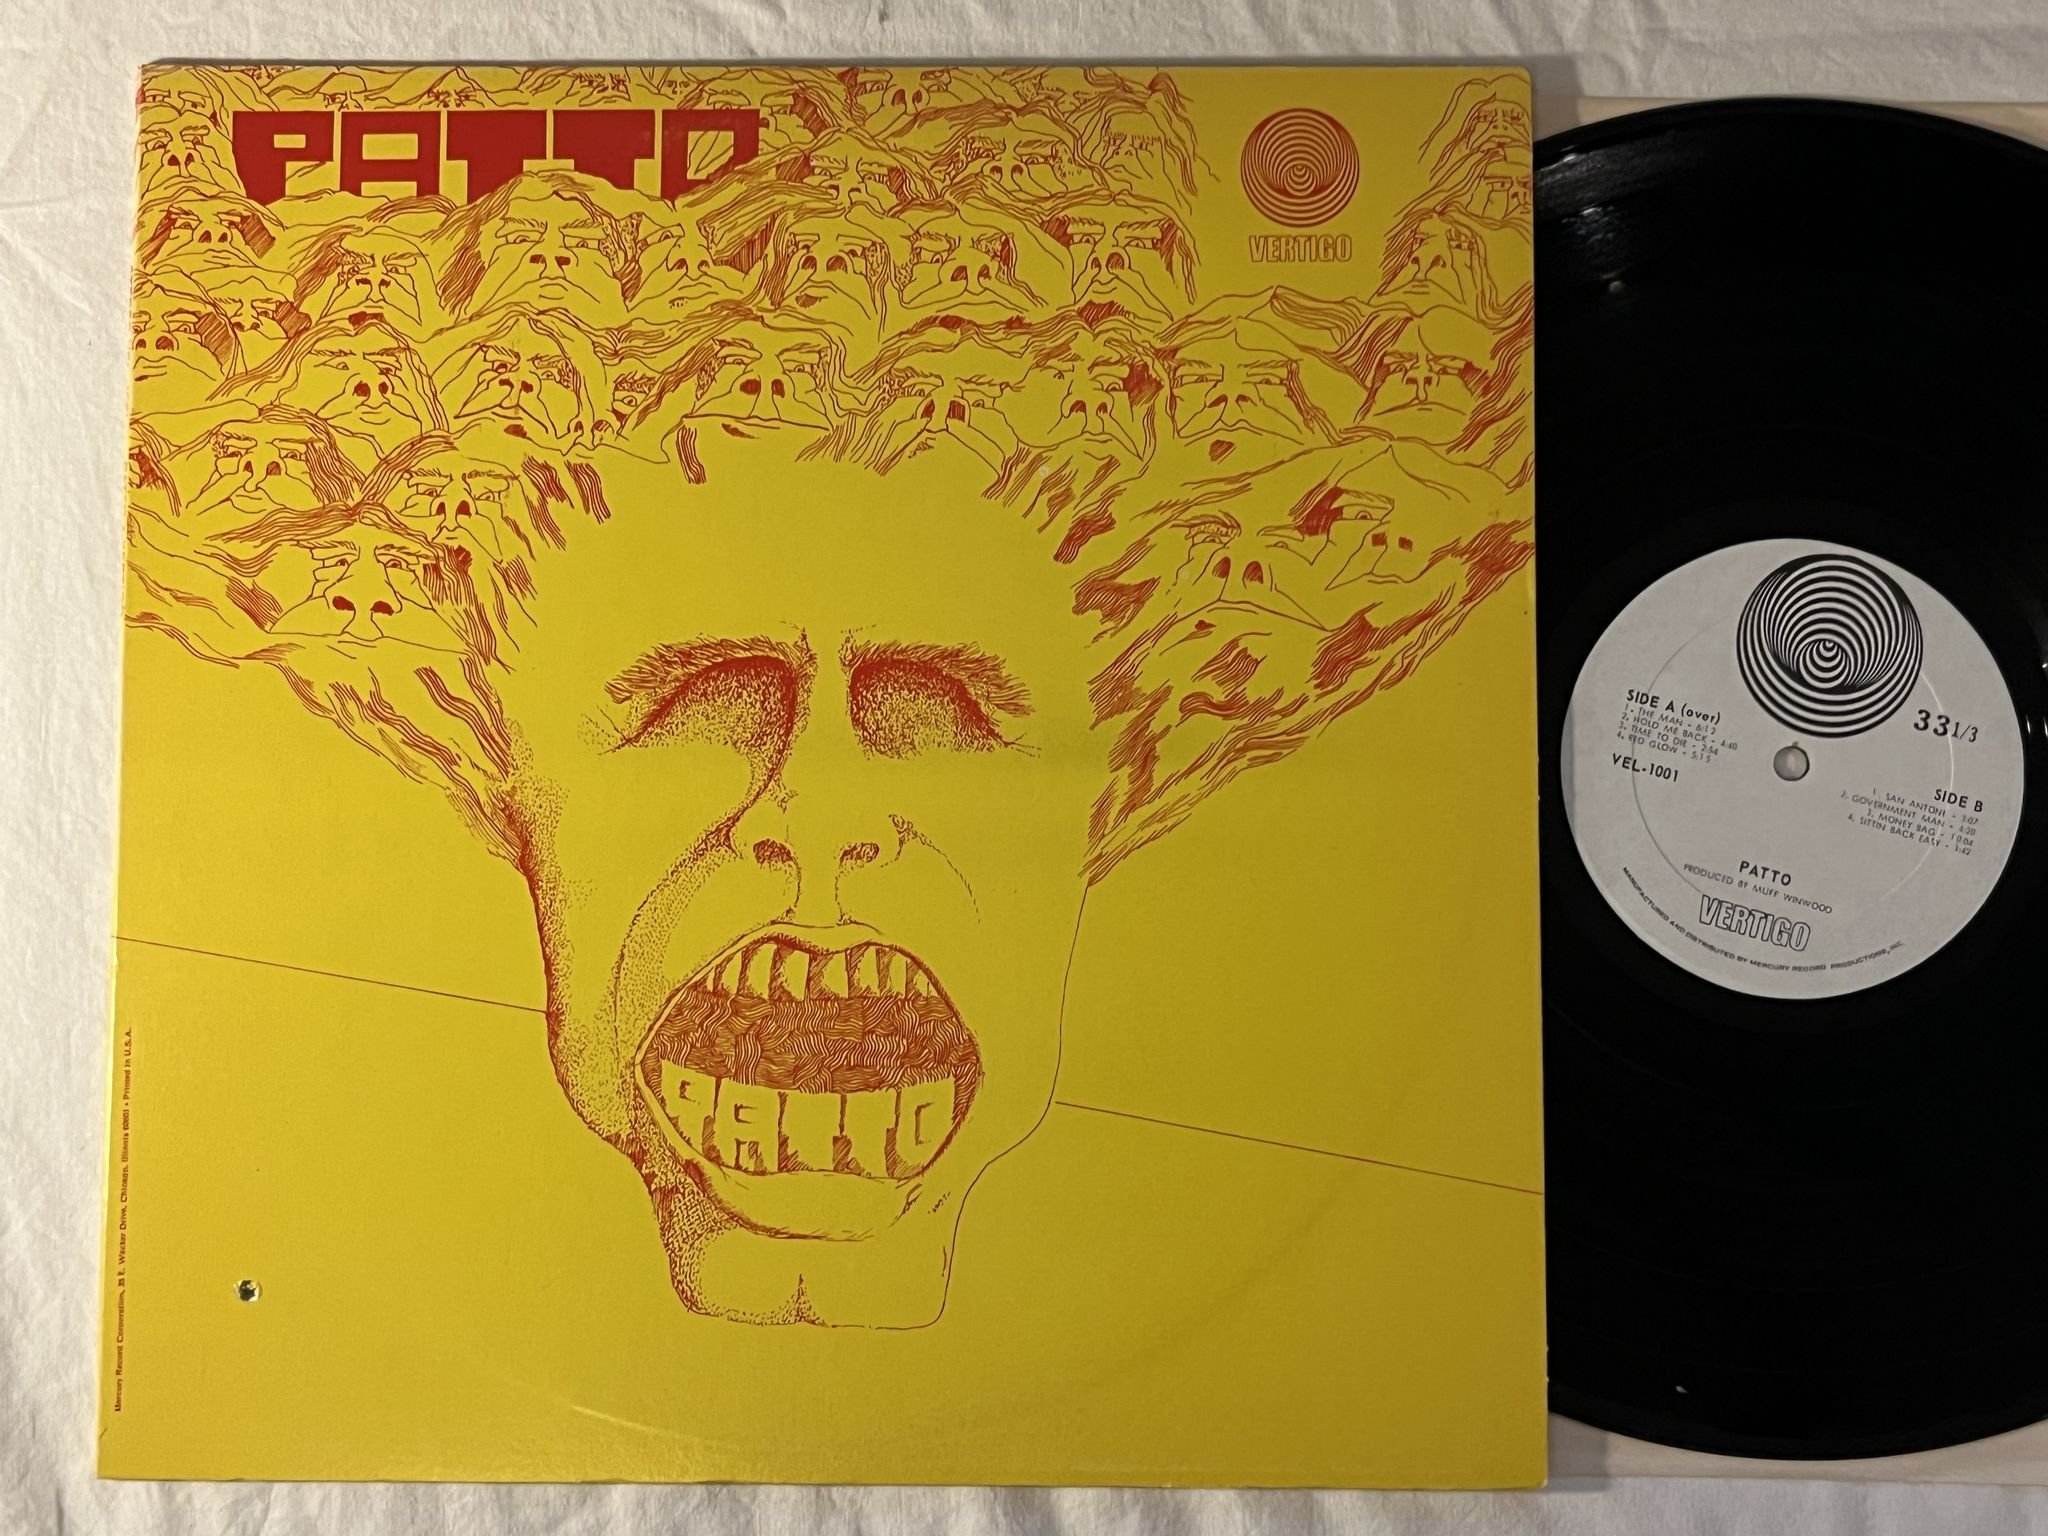 PATTO
VERTIGO
PATTO
Mercury Record Corporation, 35 E. Wacker Drive, Chicago, Illinois 60601 • Printed in U.S.A.
SIDE A (over)
1 - THE MAN - 6:12
2. HOLD ME BACK - 4:40
3. TIME TO DIE - 2:54
4. RED GLOW - 5:15
VEL-1001
33 1/3
SIDE B
1. SAN ANTONI - 3:07
2. GOVERNMENT MAN - 4:20
3. MONEY BAG - 10:04
4. SITTIN BACK EASY - 3:42
PATTO
PRODUCED BY MUFF WINWOOD
VERTIGO
MANUFACTURED AND DISTRIBUTED BY MERCURY RECORD PRODUCTIONS, INC.